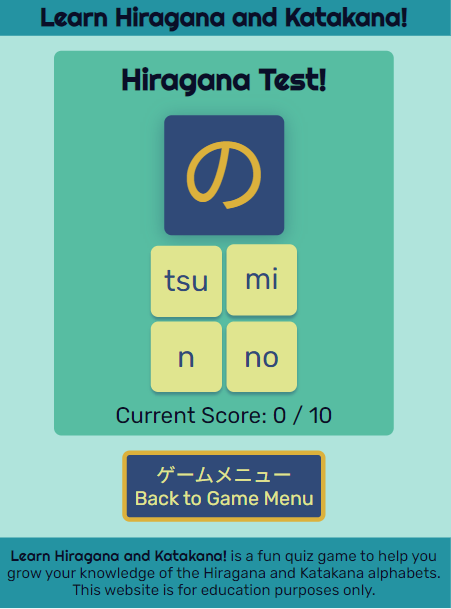 Learn Hiragana and Katakana!
Hiragana Test!
の
tsu
mi
n
no
Current Score: 0 / 10
ゲームメニュー
Back to Game Menu
Learn Hiragana and Katakana! is a fun quiz game to help you
grow your knowledge of the Hiragana and Katakana alphabets.
This website is for education purposes only.